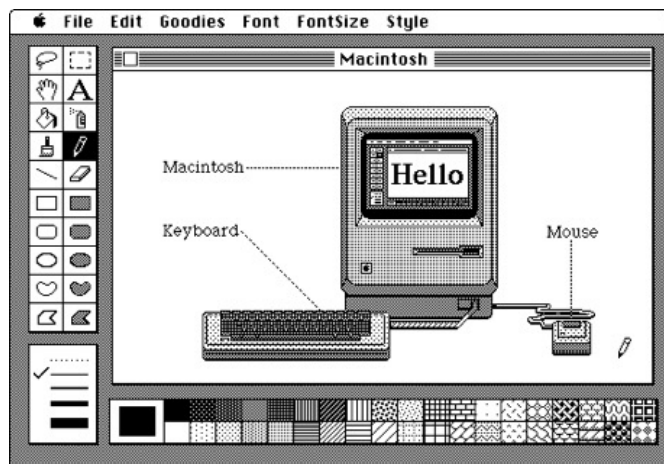 File Edit Goodies Font FontSize Style
Macintosh
A
Macintosh
Hello
Keyboard
Mouse